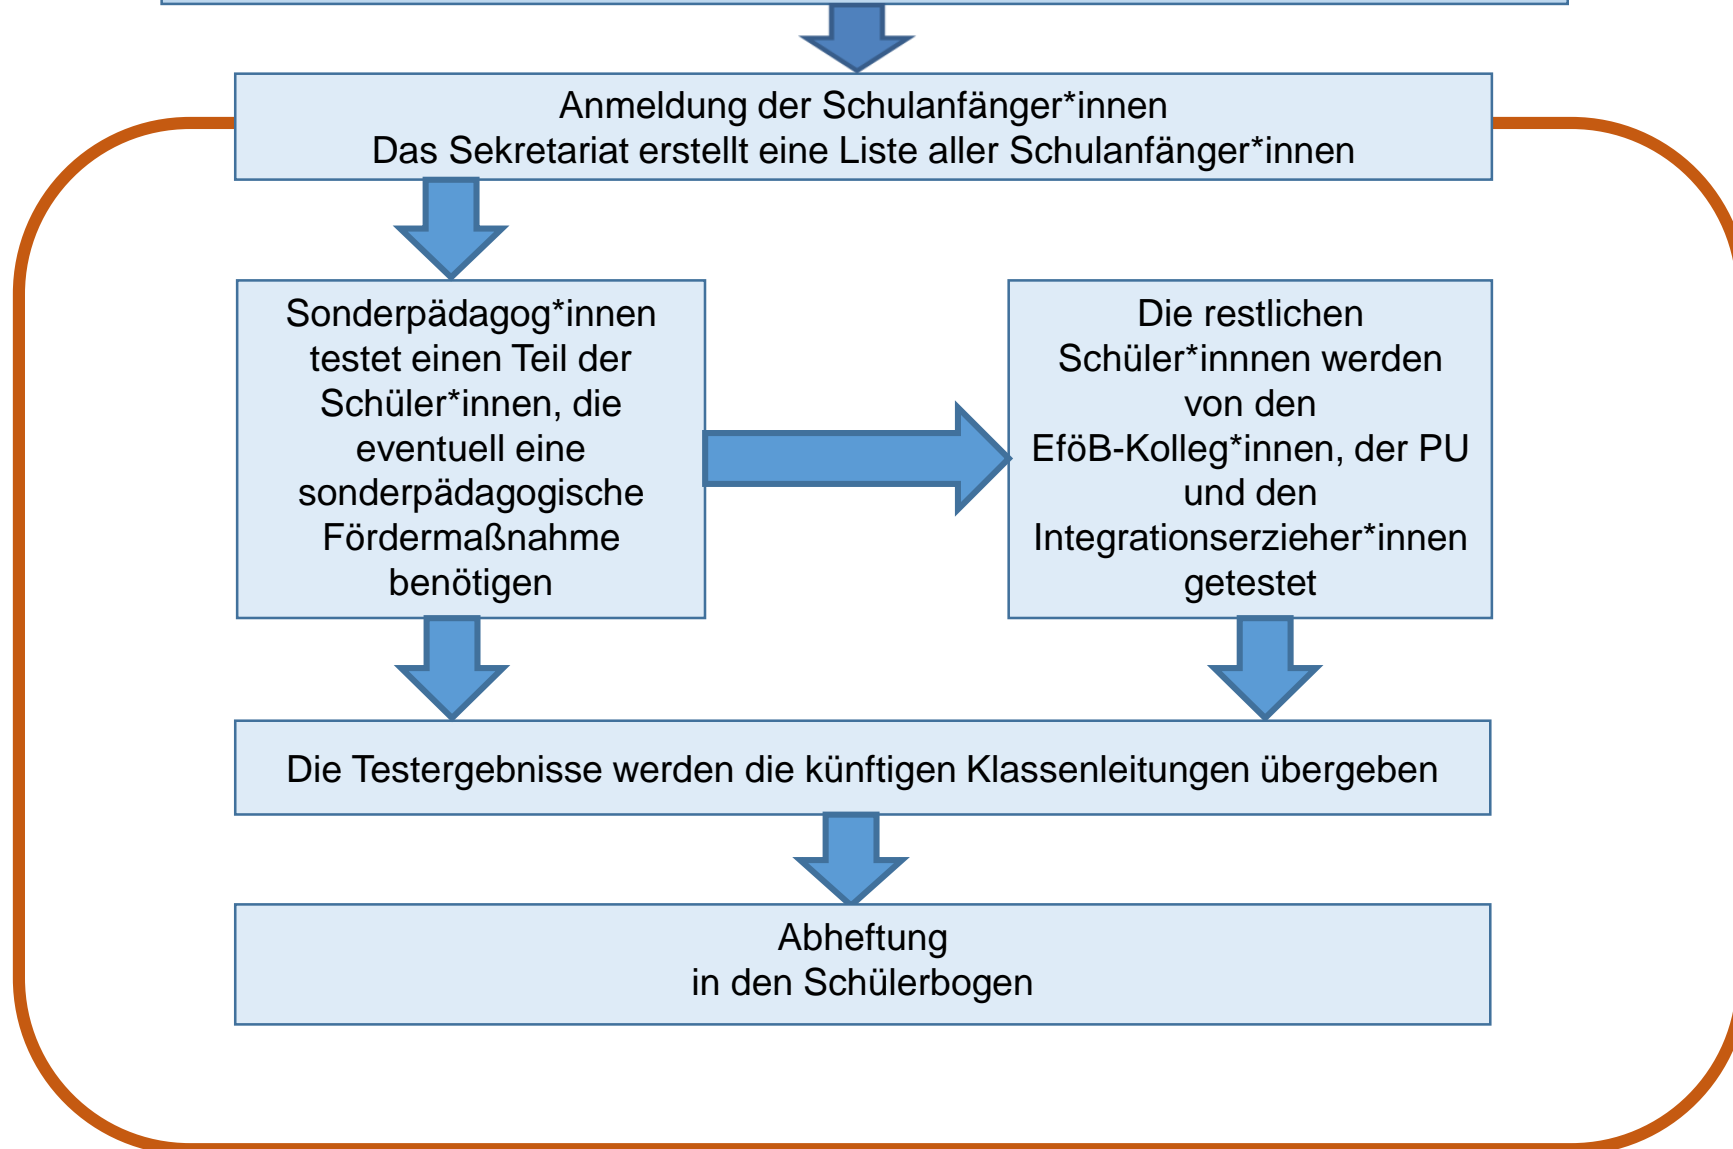 Anmeldung der Schulanfänger*innen
Das Sekretariat erstellt eine Liste aller Schulanfänger*innen
Sonderpädagog*innen
testet einen Teil der
Schüler*innen, die
eventuell eine
sonderpädagogische
Fördermaßnahme
benötigen
Die restlichen
Schüler*innnen werden
von den
EföB-Kolleg*innen, der PU
und den
Integrationserzieher*innen
getestet
Die Testergebnisse werden die künftigen Klassenleitungen übergeben
Abheftung
in den Schülerbogen